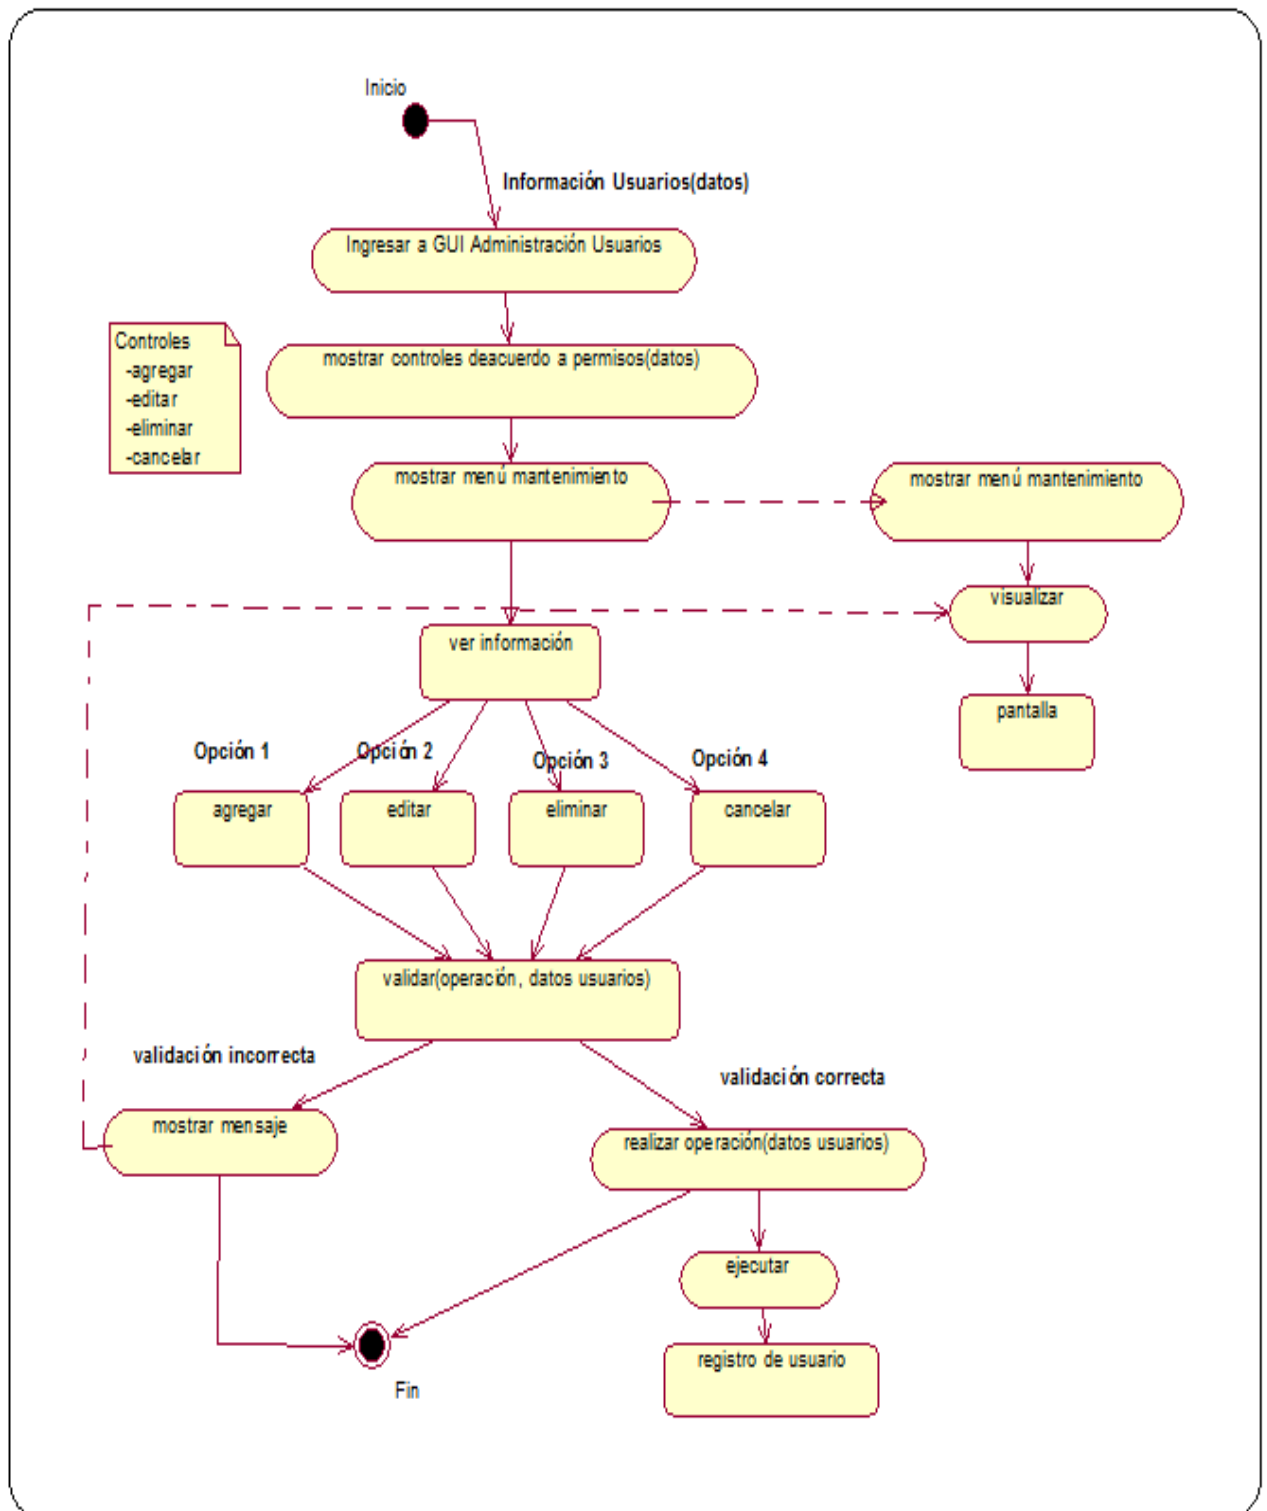 Inicio
Información Usuarios(datos)
Ingresar a GUI Administración Usuarios
Controles
-agregar
-editar
-eliminar
-cancelar
mostrar controles deacuerdo a permisos(datos)
mostrar menú mantenimiento
mostrar menú mantenimiento
visualizar
ver información
pantalla
Opción 1
Opción 2
Opción 3
Opción 4
agregar
editar
eliminar
cancelar
validar(operación, datos usuarios)
validación incorrecta
validación correcta
mostrar mensaje
realizar operación(datos usuarios)
ejecutar
registro de usuario
Fin